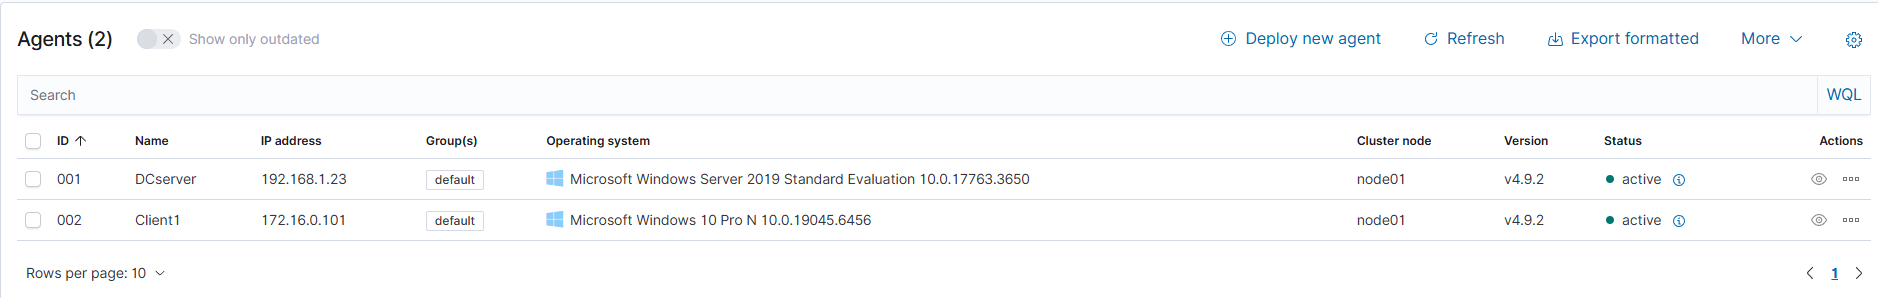 Agents (2) Show only outdated Deploy new agent Refresh Export formatted More
Search WQL
ID Name IP address Group(s) Operating system Cluster node Version Status Actions
001 DCserver 192.168.1.23 default Microsoft Windows Server 2019 Standard Evaluation 10.0.17763.3650 node01 v4.9.2 active
002 Client1 172.16.0.101 default Microsoft Windows 10 Pro N 10.0.19045.6456 node01 v4.9.2 active
Rows per page: 10 1